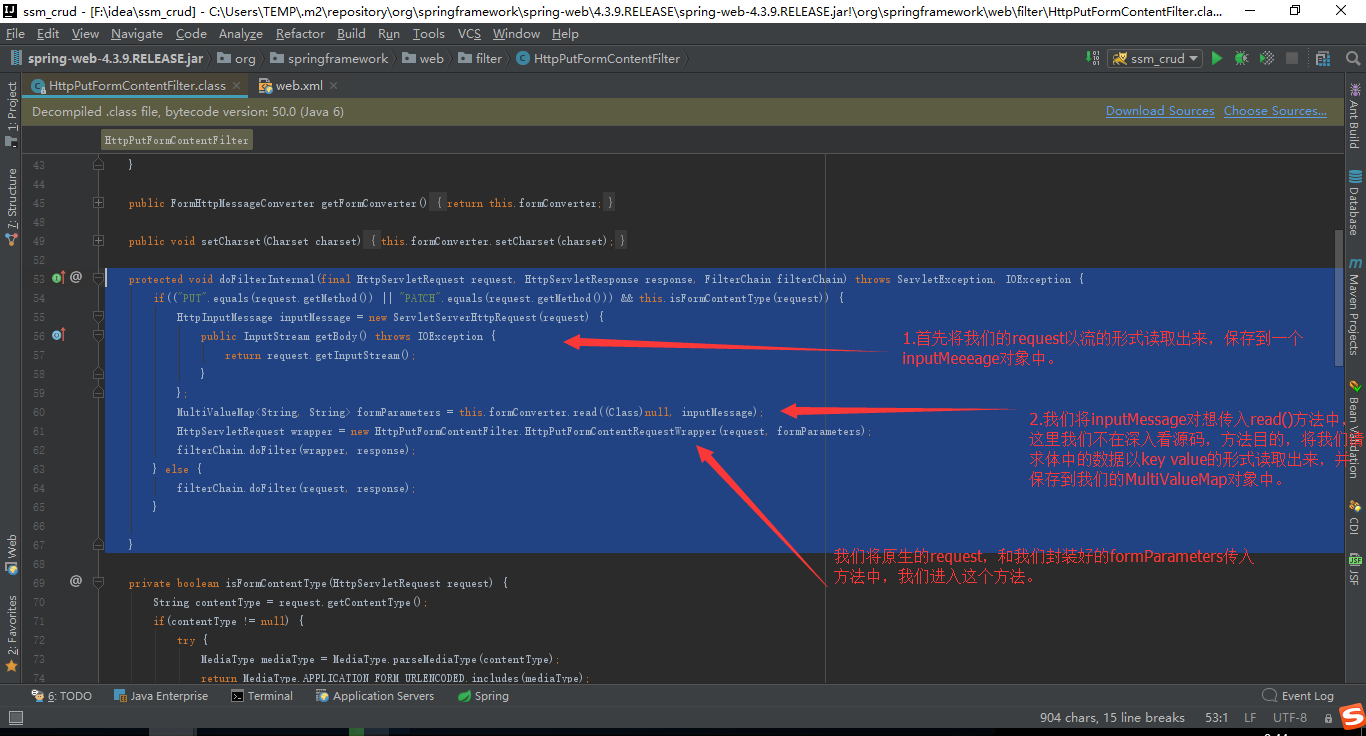 ssm_crud - [F:\idea\ssm_crud] - C:\Users\TEMP\.m2\repository\org\springframework\spring-web\4.3.9.RELEASE\spring-web-4.3.9.RELEASE.jar!\org\springframework\web\filter\HttpPutFormContentFilter.cla...
File Edit View Navigate Code Analyze Refactor Build Run Tools VCS Window Help
spring-web-4.3.9.RELEASE.jar org springframework web filter HttpPutFormContentFilter ssm_crud
HttpPutFormContentFilter.class web.xml
Decompiled .class file, bytecode version: 50.0 (Java 6) Download Sources Choose Sources...
HttpPutFormContentFilter
43 }
44
45 public FormHttpMessageConverter getFormConverter() { return this.formConverter; }
48
49 public void setCharset(Charset charset) { this.formConverter.setCharset(charset); }
52
53 @ protected void doFilterInternal(final HttpServletRequest request, HttpServletResponse response, FilterChain filterChain) throws ServletException, IOException {
54 if(("PUT".equals(request.getMethod()) || "PATCH".equals(request.getMethod())) && this.isFormContentType(request)) {
55 HttpInputMessage inputMessage = new ServletServerHttpRequest(request) {
56 public InputStream getBody() throws IOException {
57 return request.getInputStream();
58 }
59 };
60 MultiValueMap<String, String> formParameters = this.formConverter.read((Class)null, inputMessage);
61 HttpServletRequest wrapper = new HttpPutFormContentFilter.HttpPutFormContentRequestWrapper(request, formParameters);
62 filterChain.doFilter(wrapper, response);
63 } else {
64 filterChain.doFilter(request, response);
65 }
66
67 }
68
69 @ private boolean isFormContentType(HttpServletRequest request) {
70 String contentType = request.getContentType();
71 if(contentType != null) {
72 try {
73 MediaType mediaType = MediaType.parseMediaType(contentType);
74 return MediaType.APPLICATION_FORM_URLENCODED.includes(mediaType);
1.首先将我们的request以流的形式读取出来，保存到一个
inputMeeeage对象中。
2.我们将inputMessage对想传入read()方法中，
这里我们不在深入看源码，方法目的，将我们请
求体中的数据以key value的形式读取出来，并
保存到我们的MultiValueMap对象中。
我们将原生的request，和我们封装好的formParameters传入
方法中，我们进入这个方法。
1: Project
7: Structure
Web
2: Favorites
Ant Build
Database
Maven Projects
Bean Validation
CDI
JSF
6: TODO Java Enterprise Terminal Application Servers Spring Event Log
904 chars, 15 line breaks 53:1 LF UTF-8